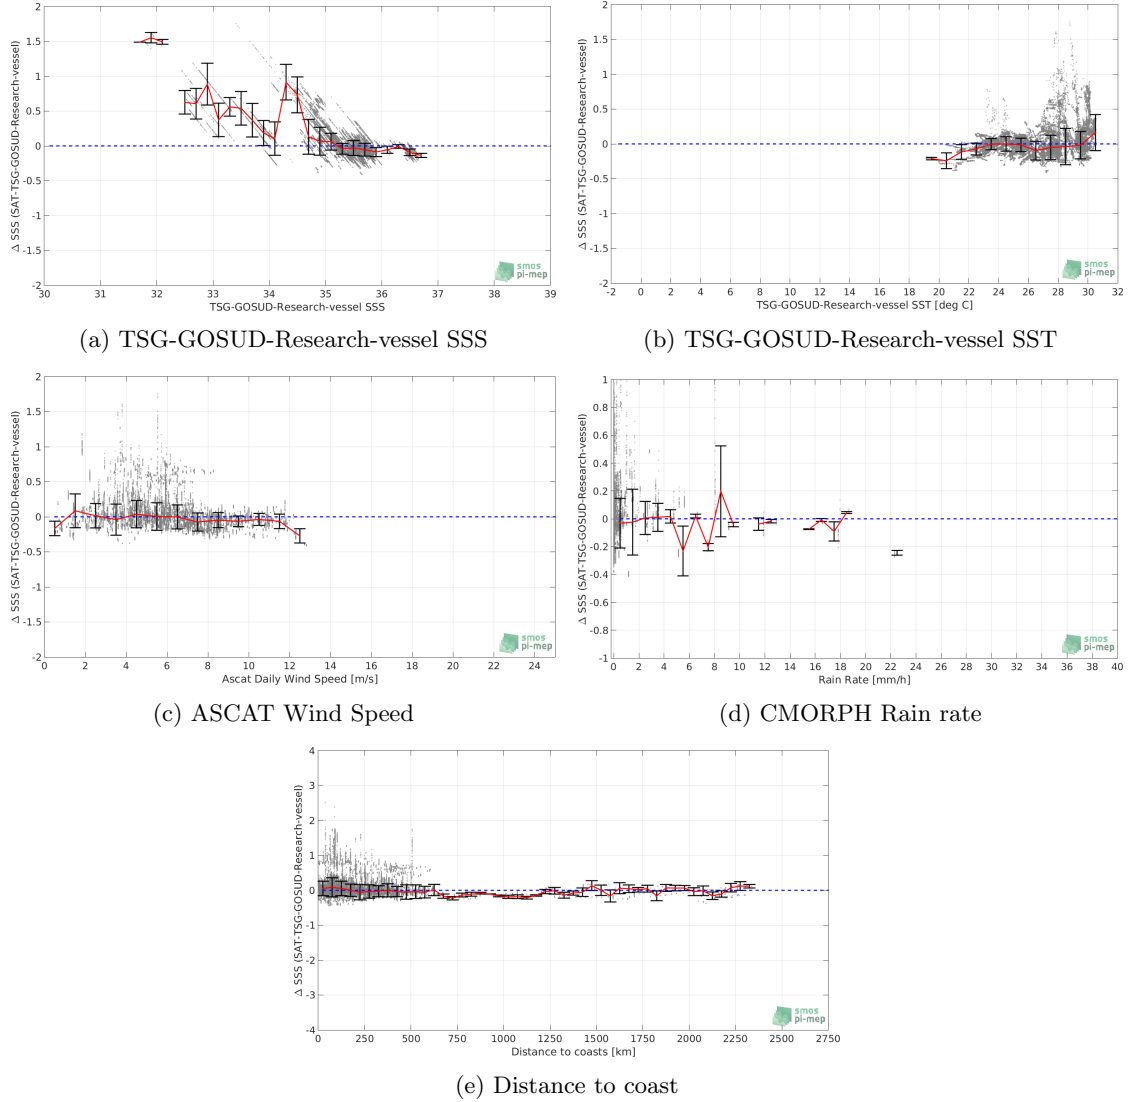 Δ SSS (SAT-TSG-GOSUD-Research-vessel)
2
1.5
1
0.5
0
-0.5
-1
-1.5
-2
30 31 32 33 34 35 36 37 38 39
TSG-GOSUD-Research-vessel SSS
smos
pi-mep
(a) TSG-GOSUD-Research-vessel SSS
Δ SSS (SAT-TSG-GOSUD-Research-vessel)
2
1.5
1
0.5
0
-0.5
-1
-1.5
-2
-2 0 2 4 6 8 10 12 14 16 18 20 22 24 26 28 30 32
TSG-GOSUD-Research-vessel SST [deg C]
smos
pi-mep
(b) TSG-GOSUD-Research-vessel SST
Δ SSS (SAT-TSG-GOSUD-Research-vessel)
2
1.5
1
0.5
0
-0.5
-1
-1.5
-2
0 2 4 6 8 10 12 14 16 18 20 22 24
Ascat Daily Wind Speed [m/s]
smos
pi-mep
(c) ASCAT Wind Speed
Δ SSS (SAT-TSG-GOSUD-Research-vessel)
1
0.8
0.6
0.4
0.2
0
-0.2
-0.4
-0.6
-0.8
-1
0 2 4 6 8 10 12 14 16 18 20 22 24 26 28 30 32 34 36 38 40
Rain Rate [mm/h]
smos
pi-mep
(d) CMORPH Rain rate
Δ SSS (SAT-TSG-GOSUD-Research-vessel)
4
3
2
1
0
-1
-2
-3
-4
0 250 500 750 1000 1250 1500 1750 2000 2250 2500 2750
Distance to coasts [km]
smos
pi-mep
(e) Distance to coast